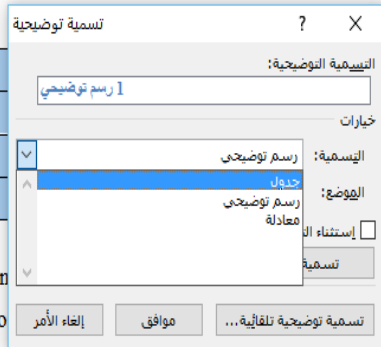 تسمية توضيحية
التسمية التوضيحية:
رسم توضيحي 1
خيارات
التسمية: رسم توضيحي
جدول
رسم توضيحي
معادلة
الموضع:
إستثناء
تسمية
تسمية توضيحية تلقائية... موافق إلغاء الأمر